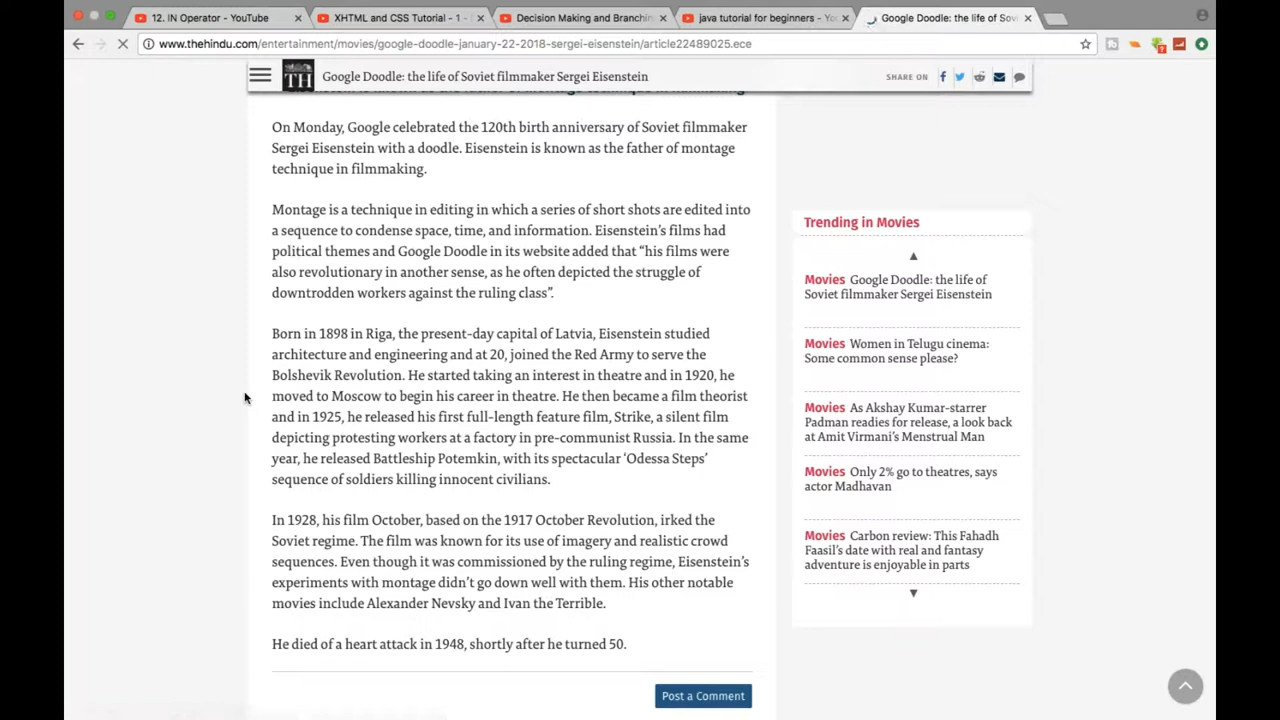 12. IN Operator - YouTube
XHTML and CSS Tutorial - 1 -
Decision Making and Branchin
java tutorial for beginners - Yo
Google Doodle: the life of Sov
www.thehindu.com/entertainment/movies/google-doodle-january-22-2018-sergei-eisenstein/article22489025.ece
TH
Google Doodle: the life of Soviet filmmaker Sergei Eisenstein
SHARE ON
On Monday, Google celebrated the 120th birth anniversary of Soviet filmmaker
Sergei Eisenstein with a doodle. Eisenstein is known as the father of montage
technique in filmmaking.
Montage is a technique in editing in which a series of short shots are edited into
a sequence to condense space, time, and information. Eisenstein's films had
political themes and Google Doodle in its website added that “his films were
also revolutionary in another sense, as he often depicted the struggle of
downtrodden workers against the ruling class”.
Born in 1898 in Riga, the present-day capital of Latvia, Eisenstein studied
architecture and engineering and at 20, joined the Red Army to serve the
Bolshevik Revolution. He started taking an interest in theatre and in 1920, he
moved to Moscow to begin his career in theatre. He then became a film theorist
and in 1925, he released his first full-length feature film, Strike, a silent film
depicting protesting workers at a factory in pre-communist Russia. In the same
year, he released Battleship Potemkin, with its spectacular ‘Odessa Steps’
sequence of soldiers killing innocent civilians.
In 1928, his film October, based on the 1917 October Revolution, irked the
Soviet regime. The film was known for its use of imagery and realistic crowd
sequences. Even though it was commissioned by the ruling regime, Eisenstein’s
experiments with montage didn’t go down well with them. His other notable
movies include Alexander Nevsky and Ivan the Terrible.
He died of a heart attack in 1948, shortly after he turned 50.
Post a Comment
Trending in Movies
Movies Google Doodle: the life of
Soviet filmmaker Sergei Eisenstein
Movies Women in Telugu cinema:
Some common sense please?
Movies As Akshay Kumar-starrer
Padman readies for release, a look back
at Amit Virmani's Menstrual Man
Movies Only 2% go to theatres, says
actor Madhavan
Movies Carbon review: This Fahadh
Faasil's date with real and fantasy
adventure is enjoyable in parts